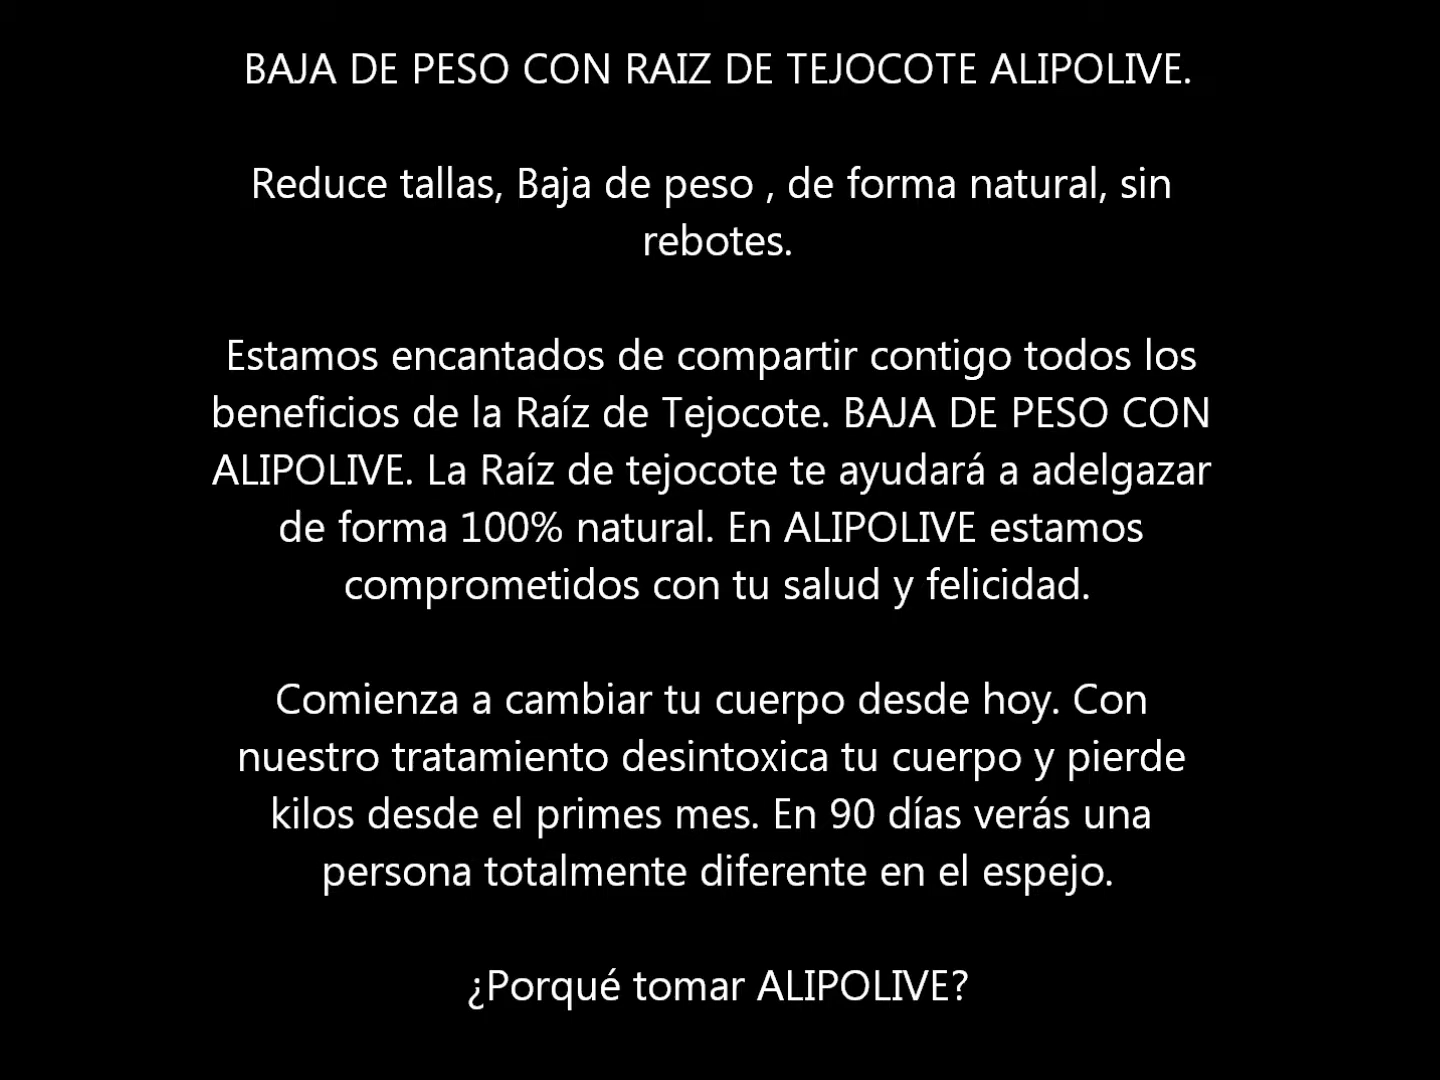 BAJA DE PESO CON RAIZ DE TEJOCOTE ALIPOLIVE.
Reduce tallas, Baja de peso , de forma natural, sin
rebotes.
Estamos encantados de compartir contigo todos los
beneficios de la Raíz de Tejocote. BAJA DE PESO CON
ALIPOLIVE. La Raíz de tejocote te ayudará a adelgazar
de forma 100% natural. En ALIPOLIVE estamos
comprometidos con tu salud y felicidad.
Comienza a cambiar tu cuerpo desde hoy. Con
nuestro tratamiento desintoxica tu cuerpo y pierde
kilos desde el primes mes. En 90 días verás una
persona totalmente diferente en el espejo.
¿Porqué tomar ALIPOLIVE?